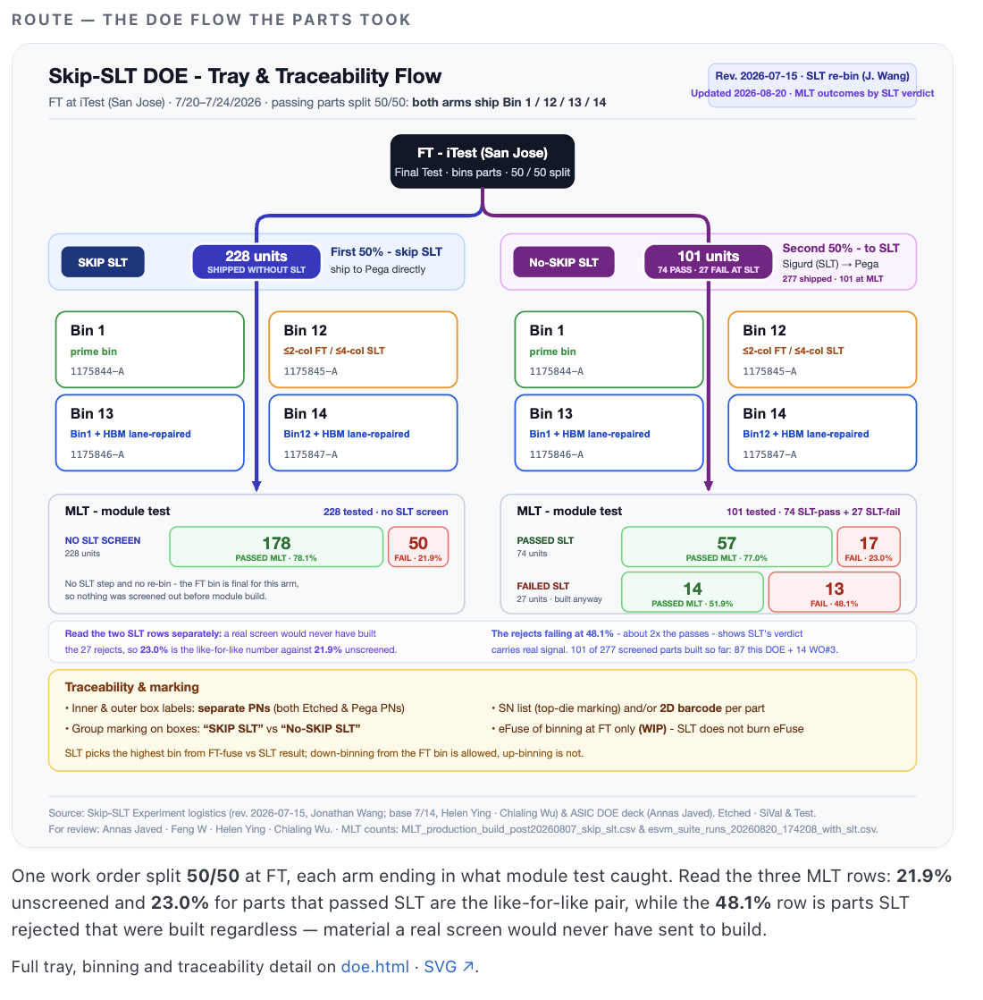 ROUTE — THE DOE FLOW THE PARTS TOOK
Skip-SLT DOE - Tray & Traceability Flow
FT at iTest (San Jose) · 7/20–7/24/2026 · passing parts split 50/50: both arms ship Bin 1 / 12 / 13 / 14
Rev. 2026-07-15 · SLT re-bin (J. Wang)
Updated 2026-08-20 · MLT outcomes by SLT verdict
FT - iTest (San Jose)
Final Test · bins parts · 50 / 50 split
SKIP SLT
228 units
SHIPPED WITHOUT SLT
First 50% - skip SLT
ship to Pega directly
No-SKIP SLT
101 units
74 PASS · 27 FAIL AT SLT
Second 50% - to SLT
Sigurd (SLT) → Pega
277 shipped · 101 at MLT
Bin 1
prime bin
1175844–A
Bin 12
≤2-col FT / ≤4-col SLT
1175845–A
Bin 13
Bin1 + HBM lane-repaired
1175846–A
Bin 14
Bin12 + HBM lane-repaired
1175847–A
Bin 1
prime bin
1175844–A
Bin 12
≤2-col FT / ≤4-col SLT
1175845–A
Bin 13
Bin1 + HBM lane-repaired
1175846–A
Bin 14
Bin12 + HBM lane-repaired
1175847–A
MLT - module test
228 tested · no SLT screen
NO SLT SCREEN
228 units
178
PASSED MLT · 78.1%
50
FAIL · 21.9%
No SLT step and no re-bin - the FT bin is final for this arm,
so nothing was screened out before module build.
MLT - module test
101 tested · 74 SLT-pass + 27 SLT-fail
PASSED SLT
74 units
57
PASSED MLT · 77.0%
17
FAIL · 23.0%
FAILED SLT
27 units · built anyway
14
PASSED MLT · 51.9%
13
FAIL · 48.1%
Read the two SLT rows separately: a real screen would never have built
the 27 rejects, so 23.0% is the like-for-like number against 21.9% unscreened.
The rejects failing at 48.1% - about 2x the passes - shows SLT's verdict
carries real signal. 101 of 277 screened parts built so far: 87 this DOE + 14 WO#3.
Traceability & marking
• Inner & outer box labels: separate PNs (both Etched & Pega PNs)
• Group marking on boxes: “SKIP SLT” vs “No-SKIP SLT”
• SN list (top-die marking) and/or 2D barcode per part
• eFuse of binning at FT only (WIP) - SLT does not burn eFuse
SLT picks the highest bin from FT-fuse vs SLT result; down-binning from the FT bin is allowed, up-binning is not.
Source: Skip-SLT Experiment logistics (rev. 2026-07-15, Jonathan Wang; base 7/14, Helen Ying · Chialing Wu) & ASIC DOE deck (Annas Javed). Etched · SiVal & Test.
For review: Annas Javed · Feng W · Helen Ying · Chialing Wu. · MLT counts: MLT_production_build_post20260807_skip_slt.csv & esvm_suite_runs_20260820_174208_with_slt.csv.
One work order split 50/50 at FT, each arm ending in what module test caught. Read the three MLT rows: 21.9%
unscreened and 23.0% for parts that passed SLT are the like-for-like pair, while the 48.1% row is parts SLT
rejected that were built regardless — material a real screen would never have sent to build.
Full tray, binning and traceability detail on doe.html · SVG ↗.